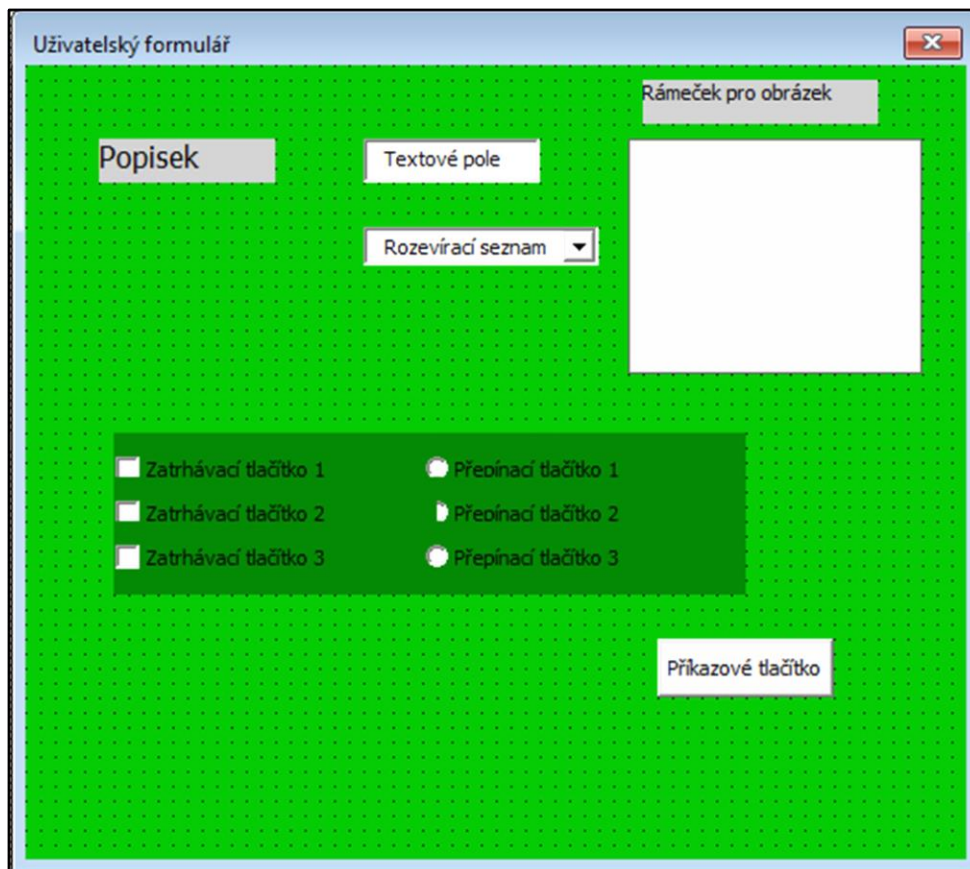 Uživatelský formulář
Rámeček pro obrázek
Popisek
Textové pole
Rozevírací seznam
Zatrhávací tlačítko 1
Přepínací tlačítko 1
Zatrhávací tlačítko 2
Přepínací tlačítko 2
Zatrhávací tlačítko 3
Přepínací tlačítko 3
Příkazové tlačítko